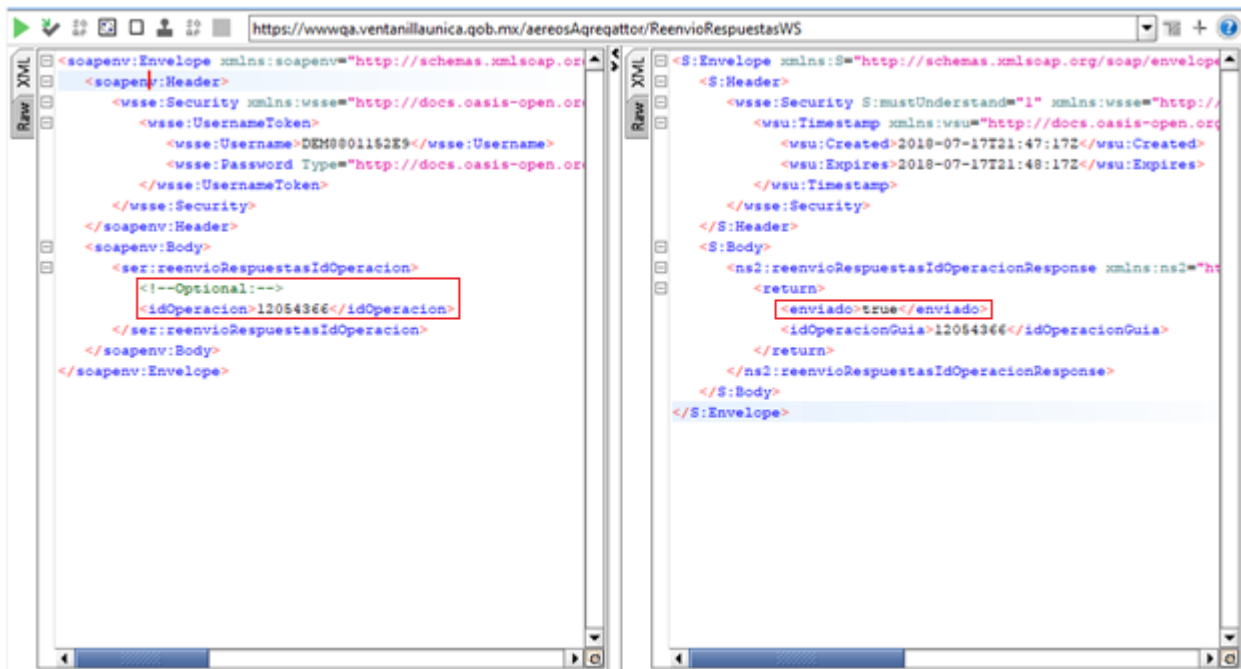 https://wwwqa.ventanillaunica.gob.mx/aereosAgregattor/ReenvioRespuestasWS
XML
Raw
<soapenv:Envelope xmlns:soapenv="http://schemas.xmlsoap.or
<soapenv:Header>
<wsse:Security xmlns:wsse="http://docs.oasis-open.or
<wsse:UsernameToken>
<wsse:Username>DEM8801152E9</wsse:Username>
<wsse:Password Type="http://docs.oasis-open.or
</wsse:UsernameToken>
</wsse:Security>
</soapenv:Header>
<soapenv:Body>
<ser:reenvioRespuestasIdOperacion>
<!--Optional:-->
<idOperacion>12054366</idOperacion>
</ser:reenvioRespuestasIdOperacion>
</soapenv:Body>
</soapenv:Envelope>
XML
Raw
<S:Envelope xmlns:S="http://schemas.xmlsoap.org/soap/envelope
<S:Header>
<wsse:Security S:mustUnderstand="1" xmlns:wsse="http:/
<wsu:Timestamp xmlns:wsu="http://docs.oasis-open.org
<wsu:Created>2018-07-17T21:47:17Z</wsu:Created>
<wsu:Expires>2018-07-17T21:48:17Z</wsu:Expires>
</wsu:Timestamp>
</wsse:Security>
</S:Header>
<S:Body>
<ns2:reenvioRespuestasIdOperacionResponse xmlns:ns2="ht
<return>
<enviado>true</enviado>
<idOperacionGuia>12054366</idOperacionGuia>
</return>
</ns2:reenvioRespuestasIdOperacionResponse>
</S:Body>
</S:Envelope>